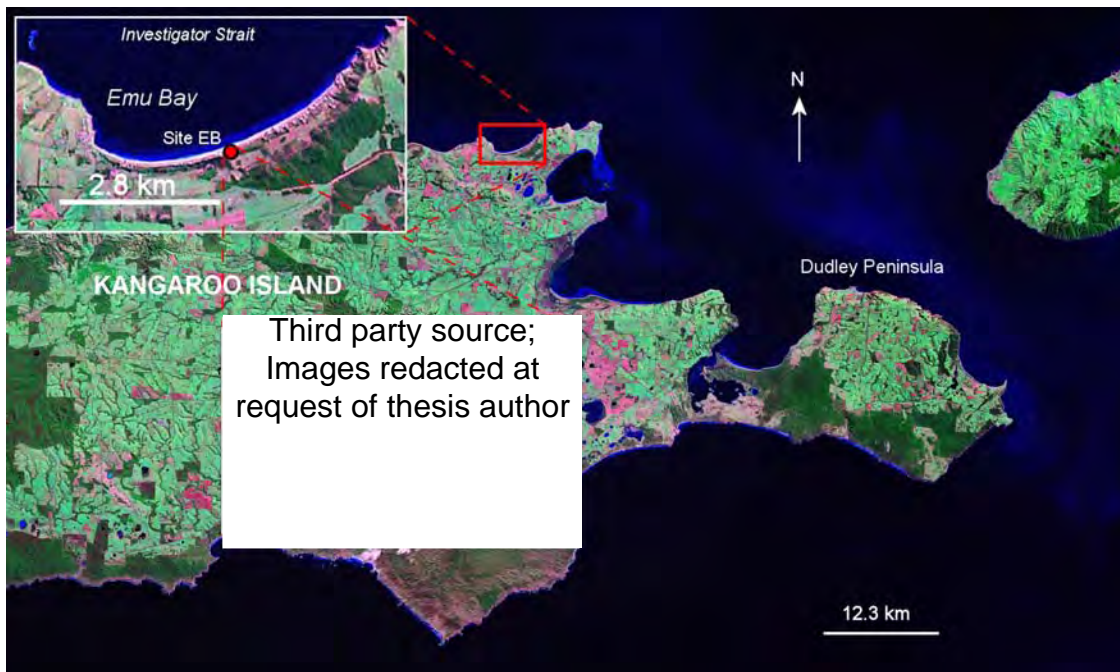 Investigator Strait
Emu Bay
Site EB
2.8 km
N
Dudley Peninsula
KANGAROO ISLAND
Third party source;
Images redacted at
request of thesis author
12.3 km